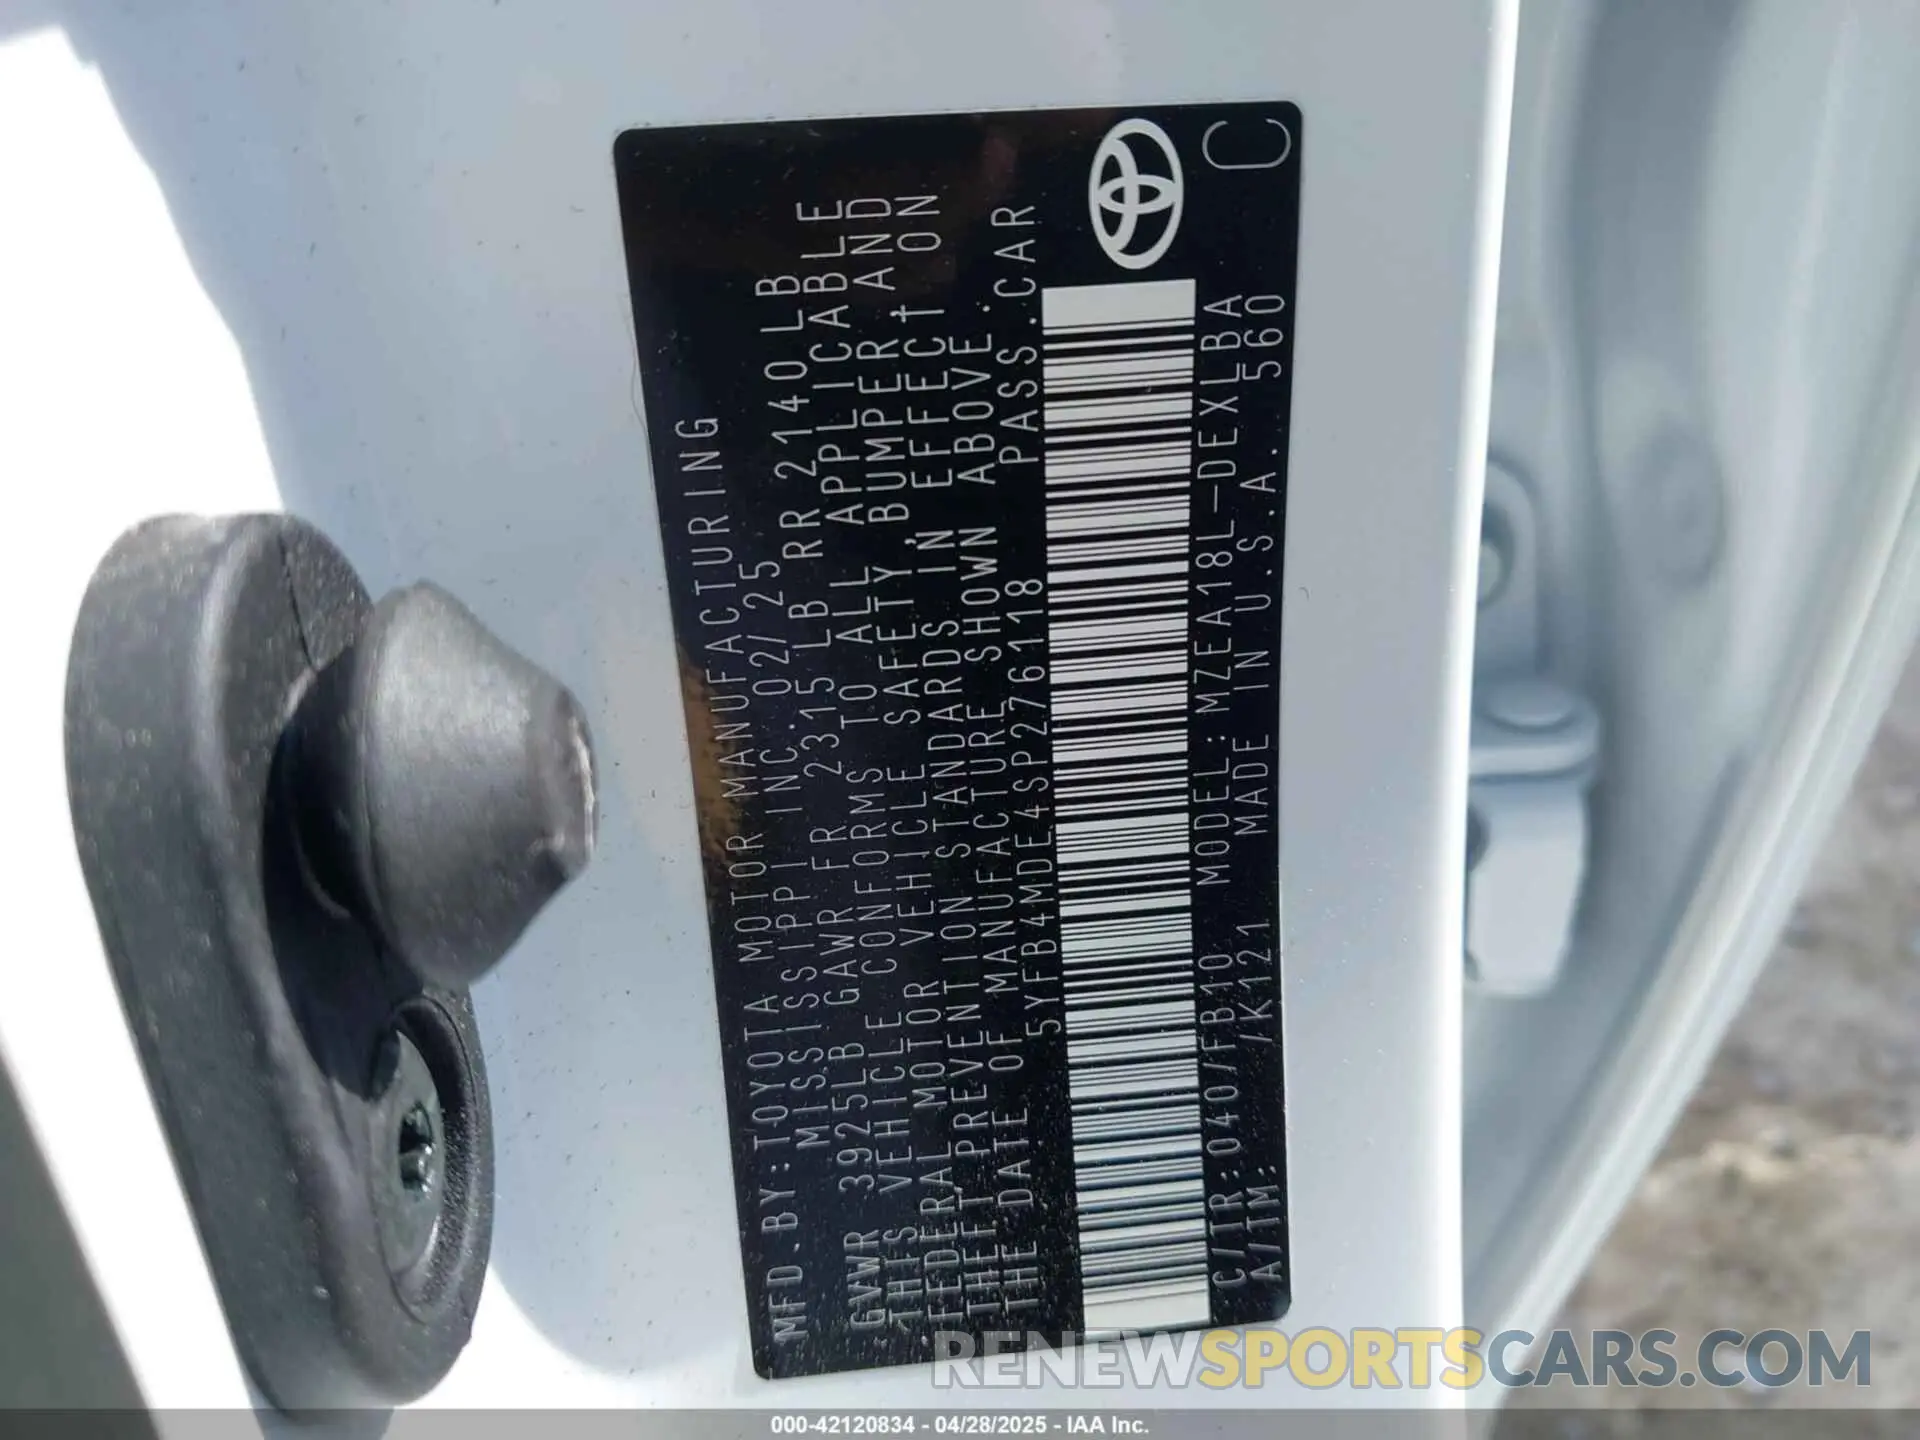 MFD.BY:TOYOTA MOTOR MANUFACTURING
MISSISSIPPI INC. 02/25
GVWR 3925LB GAWR FR 2315LB RR 2140LB
THIS VEHICLE CONFORMS TO ALL APPLICABLE
FEDERAL MOTOR VEHICLE SAFETY, BUMPER AND
THEFT PREVENTION STANDARDS IN EFFECT ON
THE DATE OF MANUFACTURE SHOWN ABOVE.
5YFB4MDE4SP276118 PASS.CAR
C/TR:040/FB10 MODEL:MZEA18L-DEXLBA
A/TM: /K121 MADE IN U.S.A. 560
C
RENEWSPORTSCARS.COM
000-42120834 - 04/28/2025 - IAA Inc.